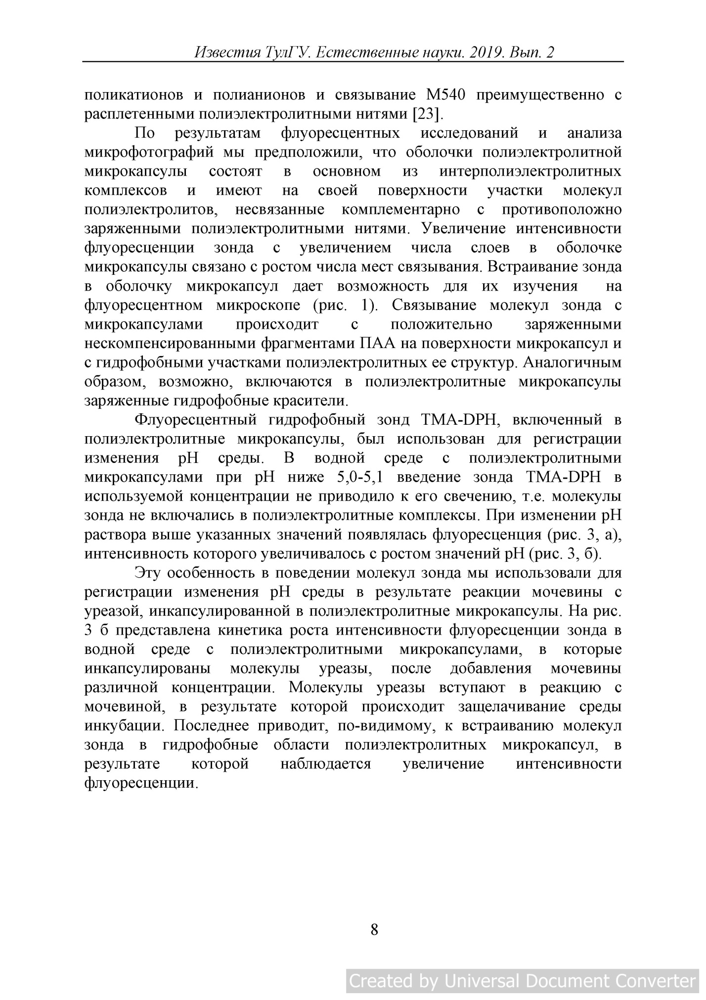 Известия ТулГУ. Естественные науки. 2019. Вып. 2
поликатионов и полианионов и связывание М540 преимущественно с
расплетенными полиэлектролитными нитями [23].
По результатам флуоресцентных исследований и анализа
микрофотографий мы предположили, что оболочки полиэлектролитной
микрокапсулы состоят в основном из интерполиэлектролитных
комплексов и имеют на своей поверхности участки молекул
полиэлектролитов, несвязанные комплементарно с противоположно
заряженными полиэлектролитными нитями. Увеличение интенсивности
флуоресценции зонда с увеличением числа слоев в оболочке
микрокапсулы связано с ростом числа мест связывания. Встраивание зонда
в оболочку микрокапсул дает возможность для их изучения на
флуоресцентном микроскопе (рис. 1). Связывание молекул зонда с
микрокапсулами происходит с положительно заряженными
нескомпенсированными фрагментами ПАА на поверхности микрокапсул и
с гидрофобными участками полиэлектролитных ее структур. Аналогичным
образом, возможно, включаются в полиэлектролитные микрокапсулы
заряженные гидрофобные красители.
Флуоресцентный гидрофобный зонд TMA-DPH, включенный в
полиэлектролитные микрокапсулы, был использован для регистрации
изменения рН среды. В водной среде с полиэлектролитными
микрокапсулами при рН ниже 5,0-5,1 введение зонда TMA-DPH в
используемой концентрации не приводило к его свечению, т.е. молекулы
зонда не включались в полиэлектролитные комплексы. При изменении рН
раствора выше указанных значений появлялась флуоресценция (рис. 3, а),
интенсивность которого увеличивалось с ростом значений рН (рис. 3, б).
Эту особенность в поведении молекул зонда мы использовали для
регистрации изменения рН среды в результате реакции мочевины с
уреазой, инкапсулированной в полиэлектролитные микрокапсулы. На рис.
3 б представлена кинетика роста интенсивности флуоресценции зонда в
водной среде с полиэлектролитными микрокапсулами, в которые
инкапсулированы молекулы уреазы, после добавления мочевины
различной концентрации. Молекулы уреазы вступают в реакцию с
мочевиной, в результате которой происходит защелачивание среды
инкубации. Последнее приводит, по-видимому, к встраиванию молекул
зонда в гидрофобные области полиэлектролитных микрокапсул, в
результате которой наблюдается увеличение интенсивности
флуоресценции.
8
Created by Universal Document Converter